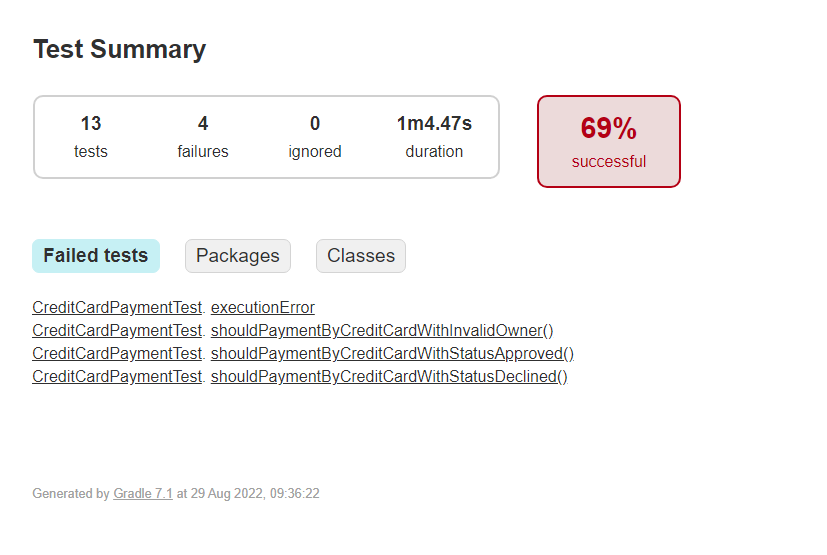 Test Summary
13 4 0 1m4.47s
tests failures ignored duration
69%
successful
Failed tests Packages Classes
CreditCardPaymentTest. executionError
CreditCardPaymentTest. shouldPaymentByCreditCardWithInvalidOwner()
CreditCardPaymentTest. shouldPaymentByCreditCardWithStatusApproved()
CreditCardPaymentTest. shouldPaymentByCreditCardWithStatusDeclined()
Generated by Gradle 7.1 at 29 Aug 2022, 09:36:22